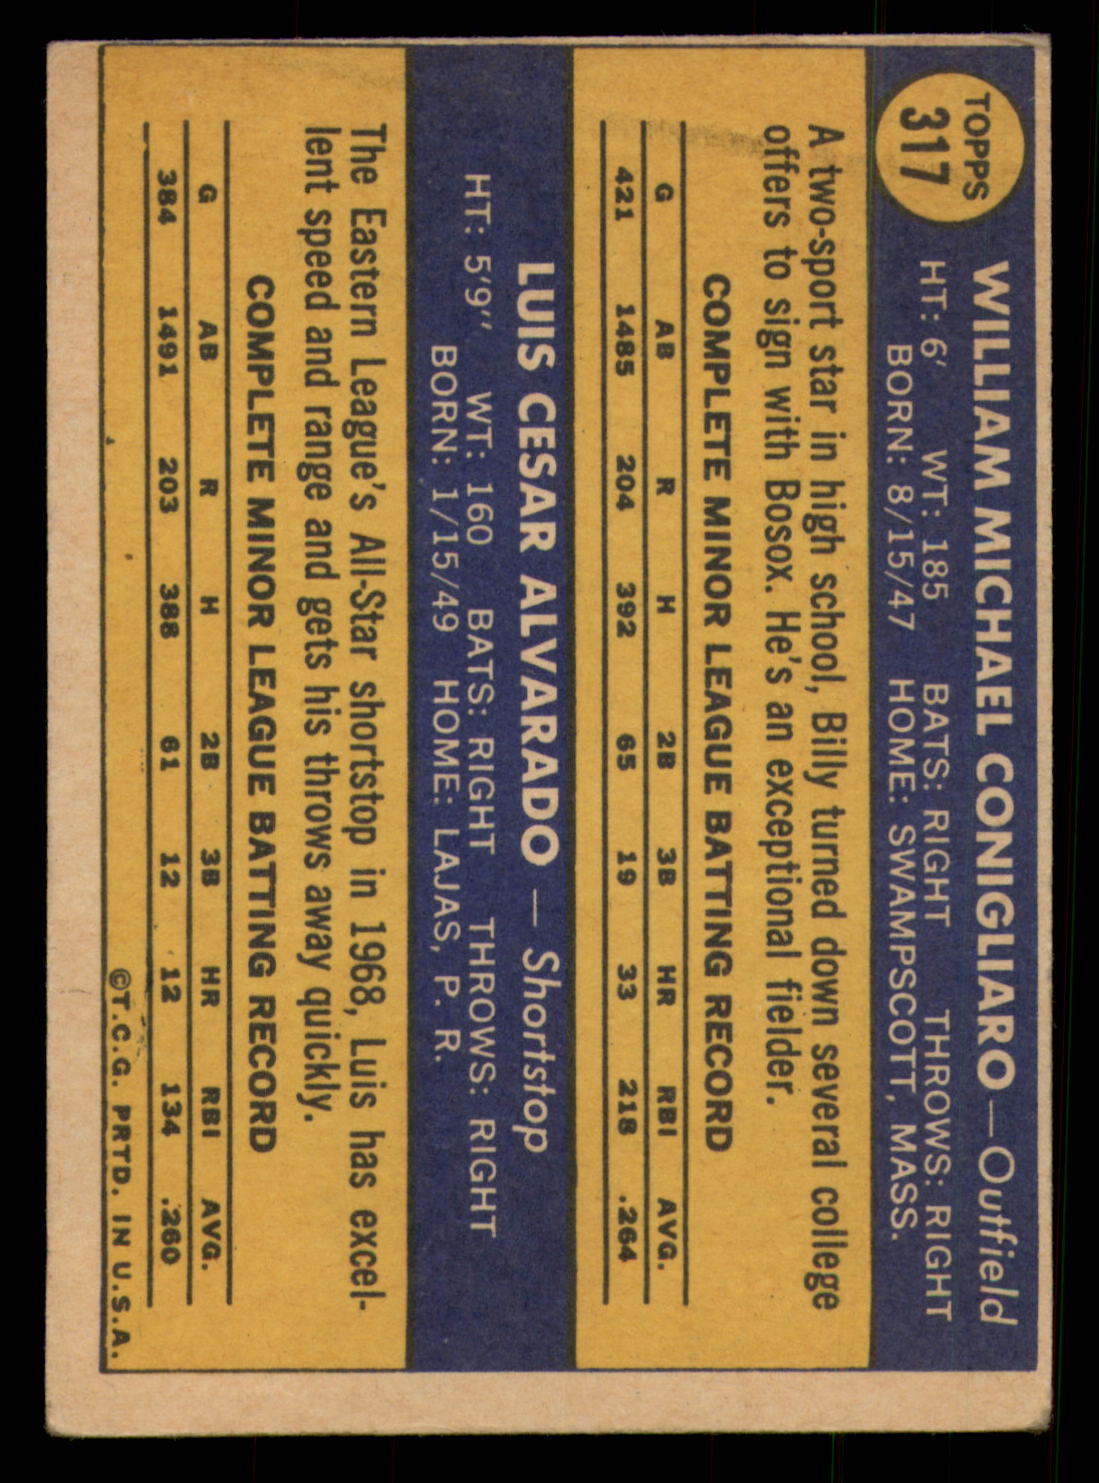 TOPPS
317
WILLIAM MICHAEL CONIGLIARO — Outfield
HT: 6' WT: 185 BATS: RIGHT THROWS: RIGHT
BORN: 8/15/47 HOME: SWAMPSCOTT, MASS.
A two-sport star in high school, Billy turned down several college
offers to sign with Bosox. He's an exceptional fielder.
COMPLETE MINOR LEAGUE BATTING RECORD
G AB R H 2B 3B HR RBI AVG.
421 1485 204 392 65 19 33 218 .264
LUIS CESAR ALVARADO — Shortstop
HT: 5'9'' WT: 160 BATS: RIGHT THROWS: RIGHT
BORN: 1/15/49 HOME: LAJAS, P. R.
The Eastern League's All-Star shortstop in 1968, Luis has excel-
lent speed and range and gets his throws away quickly.
COMPLETE MINOR LEAGUE BATTING RECORD
G AB R H 2B 3B HR RBI AVG.
384 1491 203 388 61 12 12 134 .260
©T.C.G. PRTD. IN U.S.A.